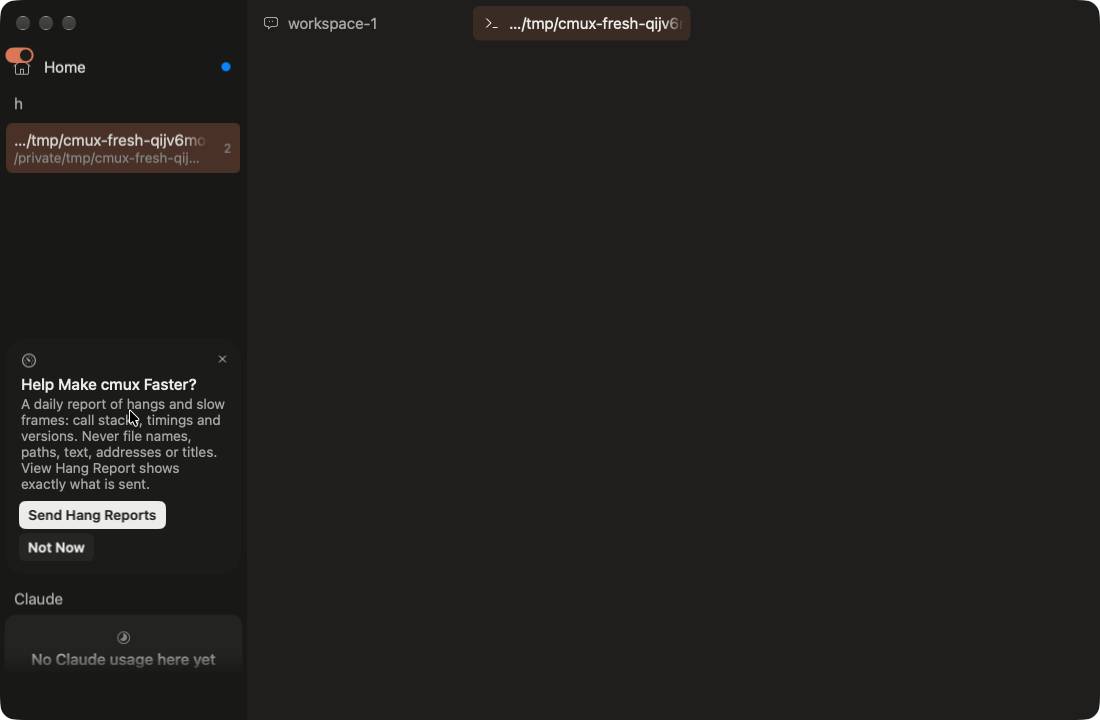 workspace-1
>_ .../tmp/cmux-fresh-qijv6
Home
h
.../tmp/cmux-fresh-qijv6mo
2
/private/tmp/cmux-fresh-qij...
Help Make cmux Faster?
A daily report of hangs and slow
frames: call stacks, timings and
versions. Never file names,
paths, text, addresses or titles.
View Hang Report shows
exactly what is sent.
Send Hang Reports
Not Now
Claude
No Claude usage here yet